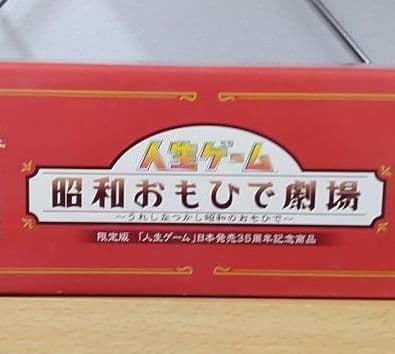 人生ゲーム
昭和おもひで劇場
〜うれしなつかし昭和のおもひで〜
限定版 「人生ゲーム」日本発売35周年記念商品